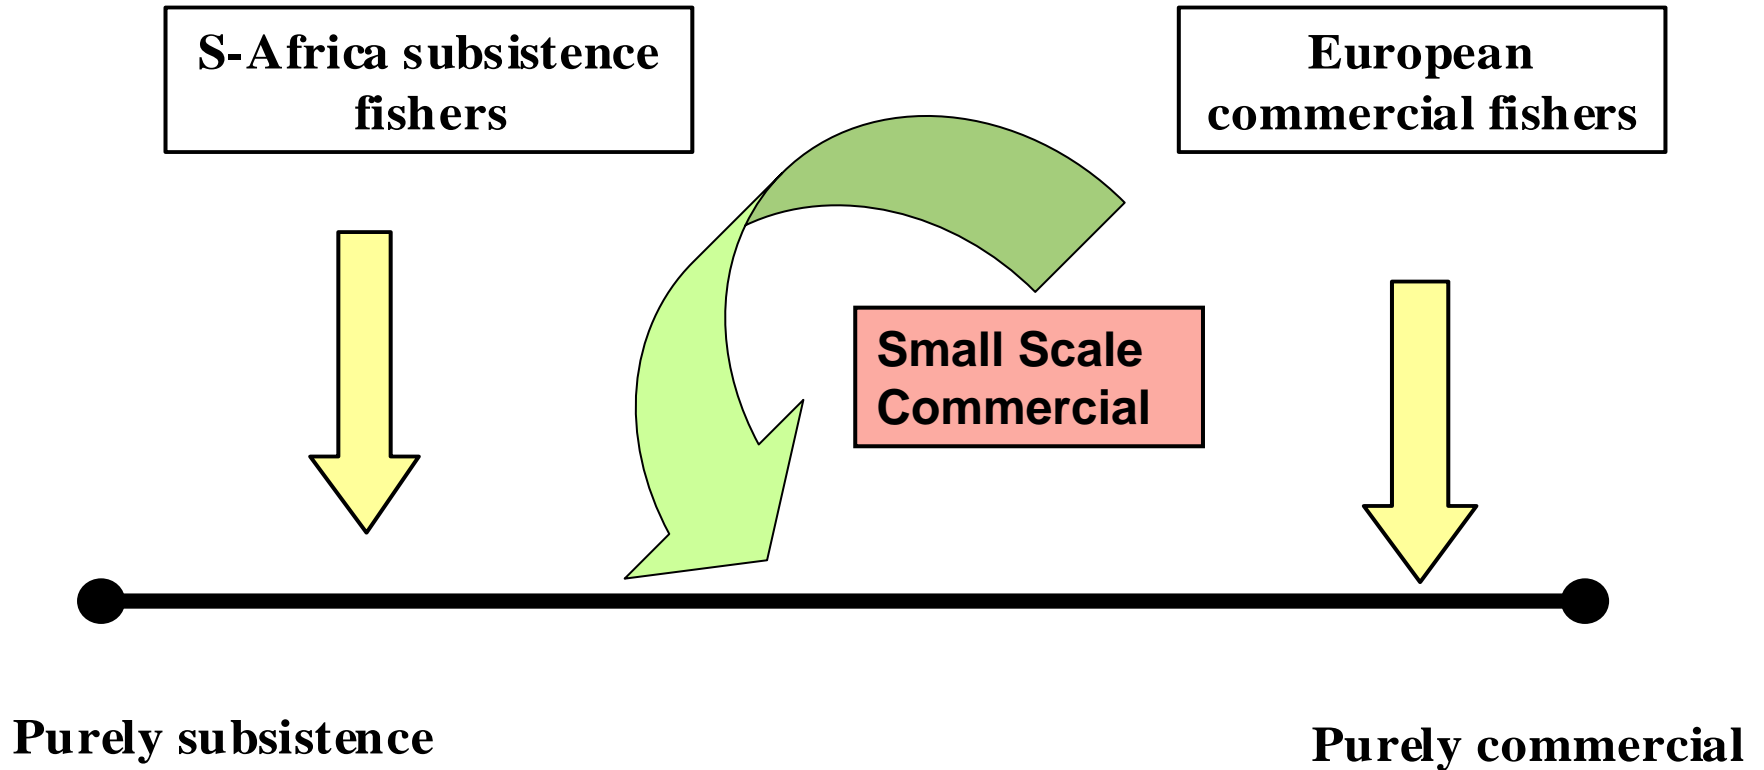 S-Africa subsistence
fishers
European
commercial fishers
Small Scale
Commercial
Purely subsistence
Purely commercial